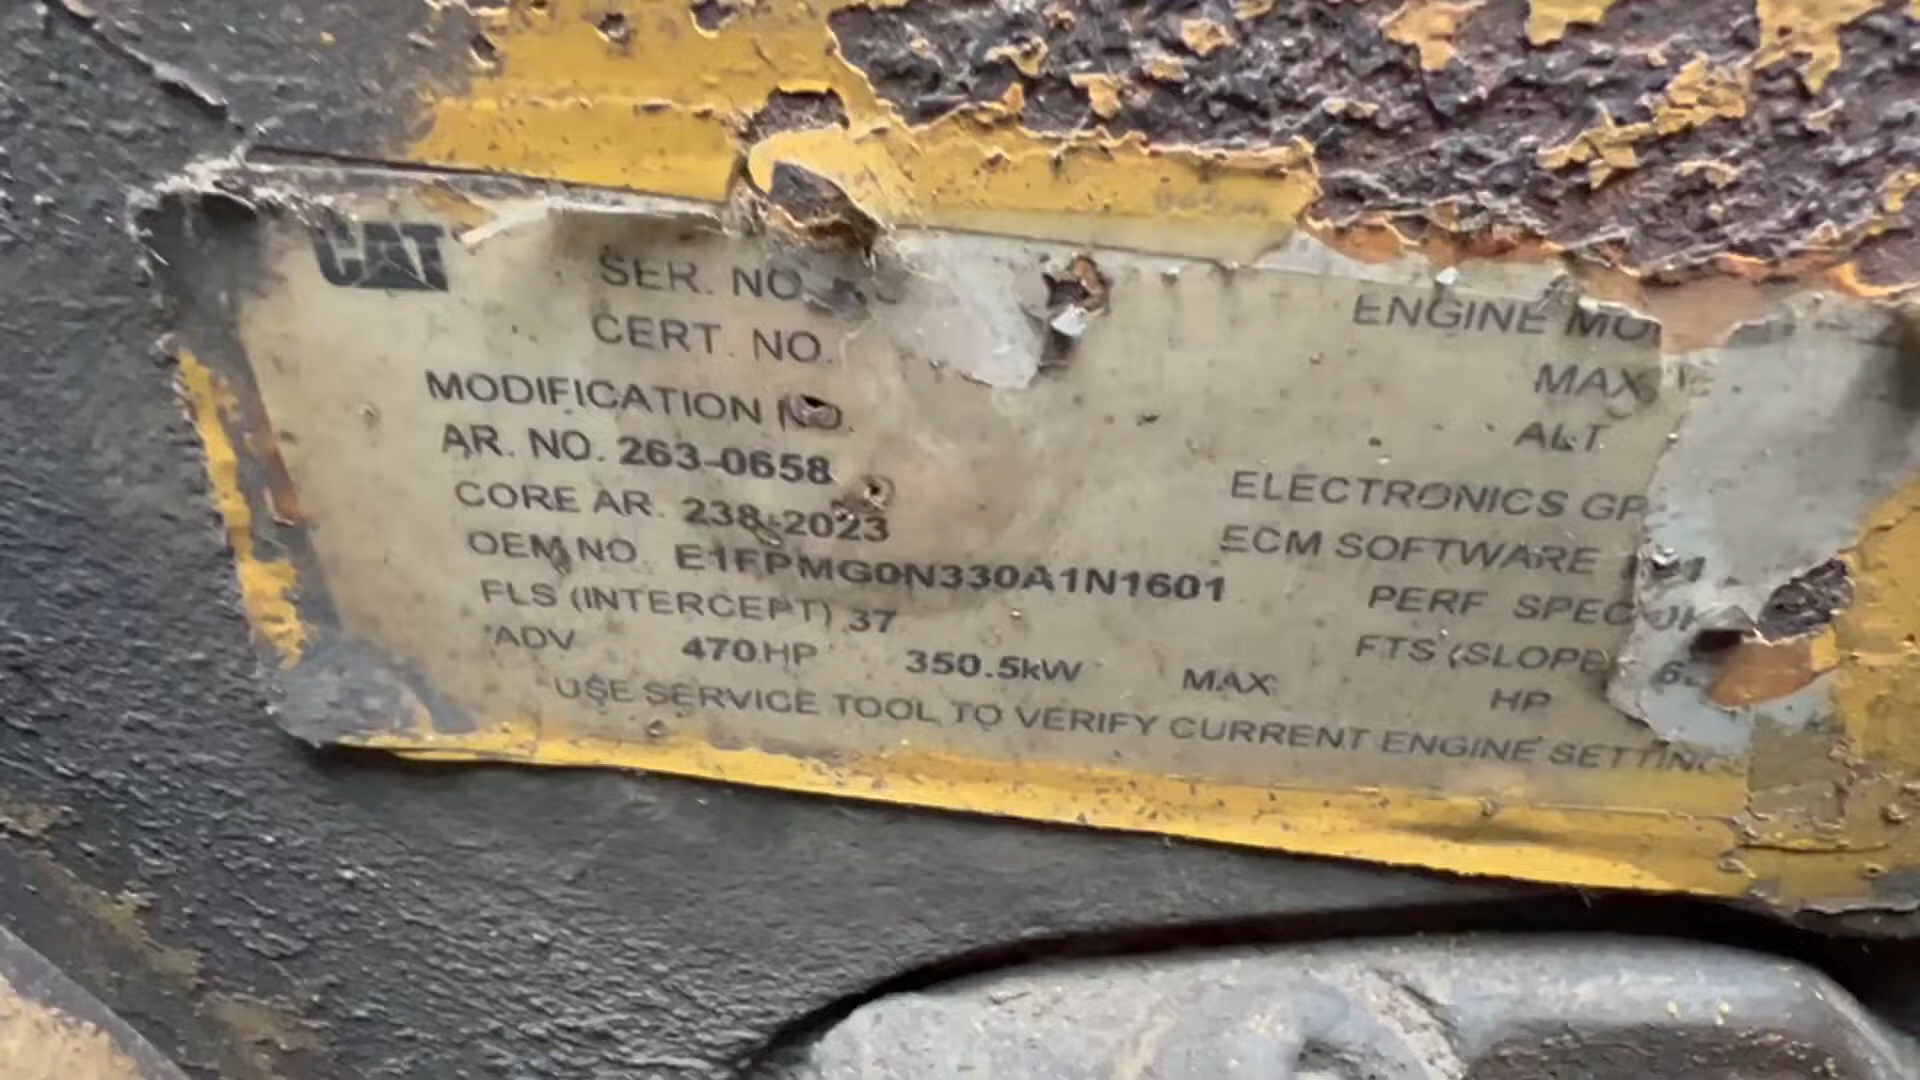 CAT
SER. NO.
ENGINE
CERT. NO.
MAX
MODIFICATION NO.
ALT
AR. NO. 263-0658
ELECTRONICS
CORE AR. 238-2023
ECM SOFTWARE
OEM NO. E1FPMG0N330A1N1601
PERF SPEC
FLS (INTERCEPT) 37
FTS (SLOPE)
ADV 470HP 350.5kW MAX HP
USE SERVICE TOOL TO VERIFY CURRENT ENGINE